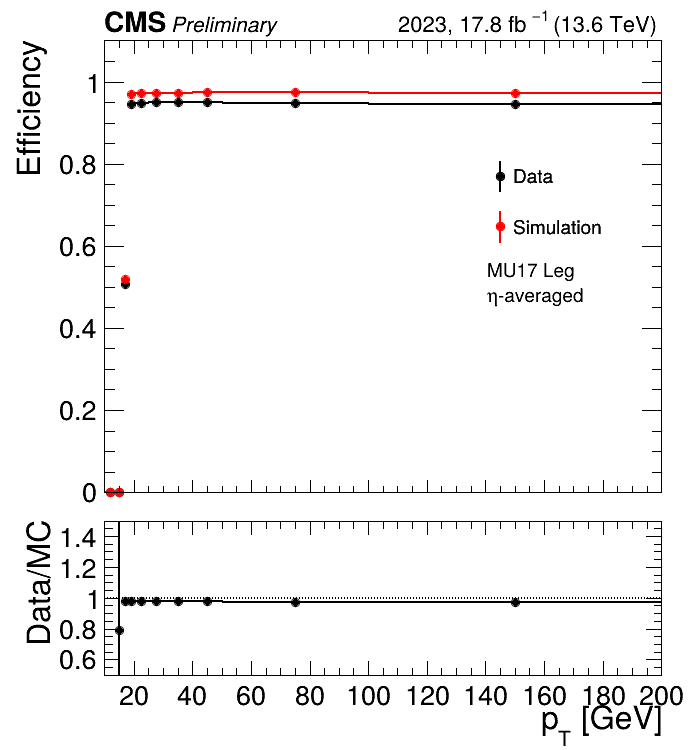 CMS Preliminary 2023, 17.8 fb⁻¹ (13.6 TeV)
Efficiency
1
0.8
0.6
0.4
0.2
0
Data
Simulation
MU17 Leg
η-averaged
Data/MC
1.4
1.2
1
0.8
0.6
20 40 60 80 100 120 140 160 180 200
p_T [GeV]